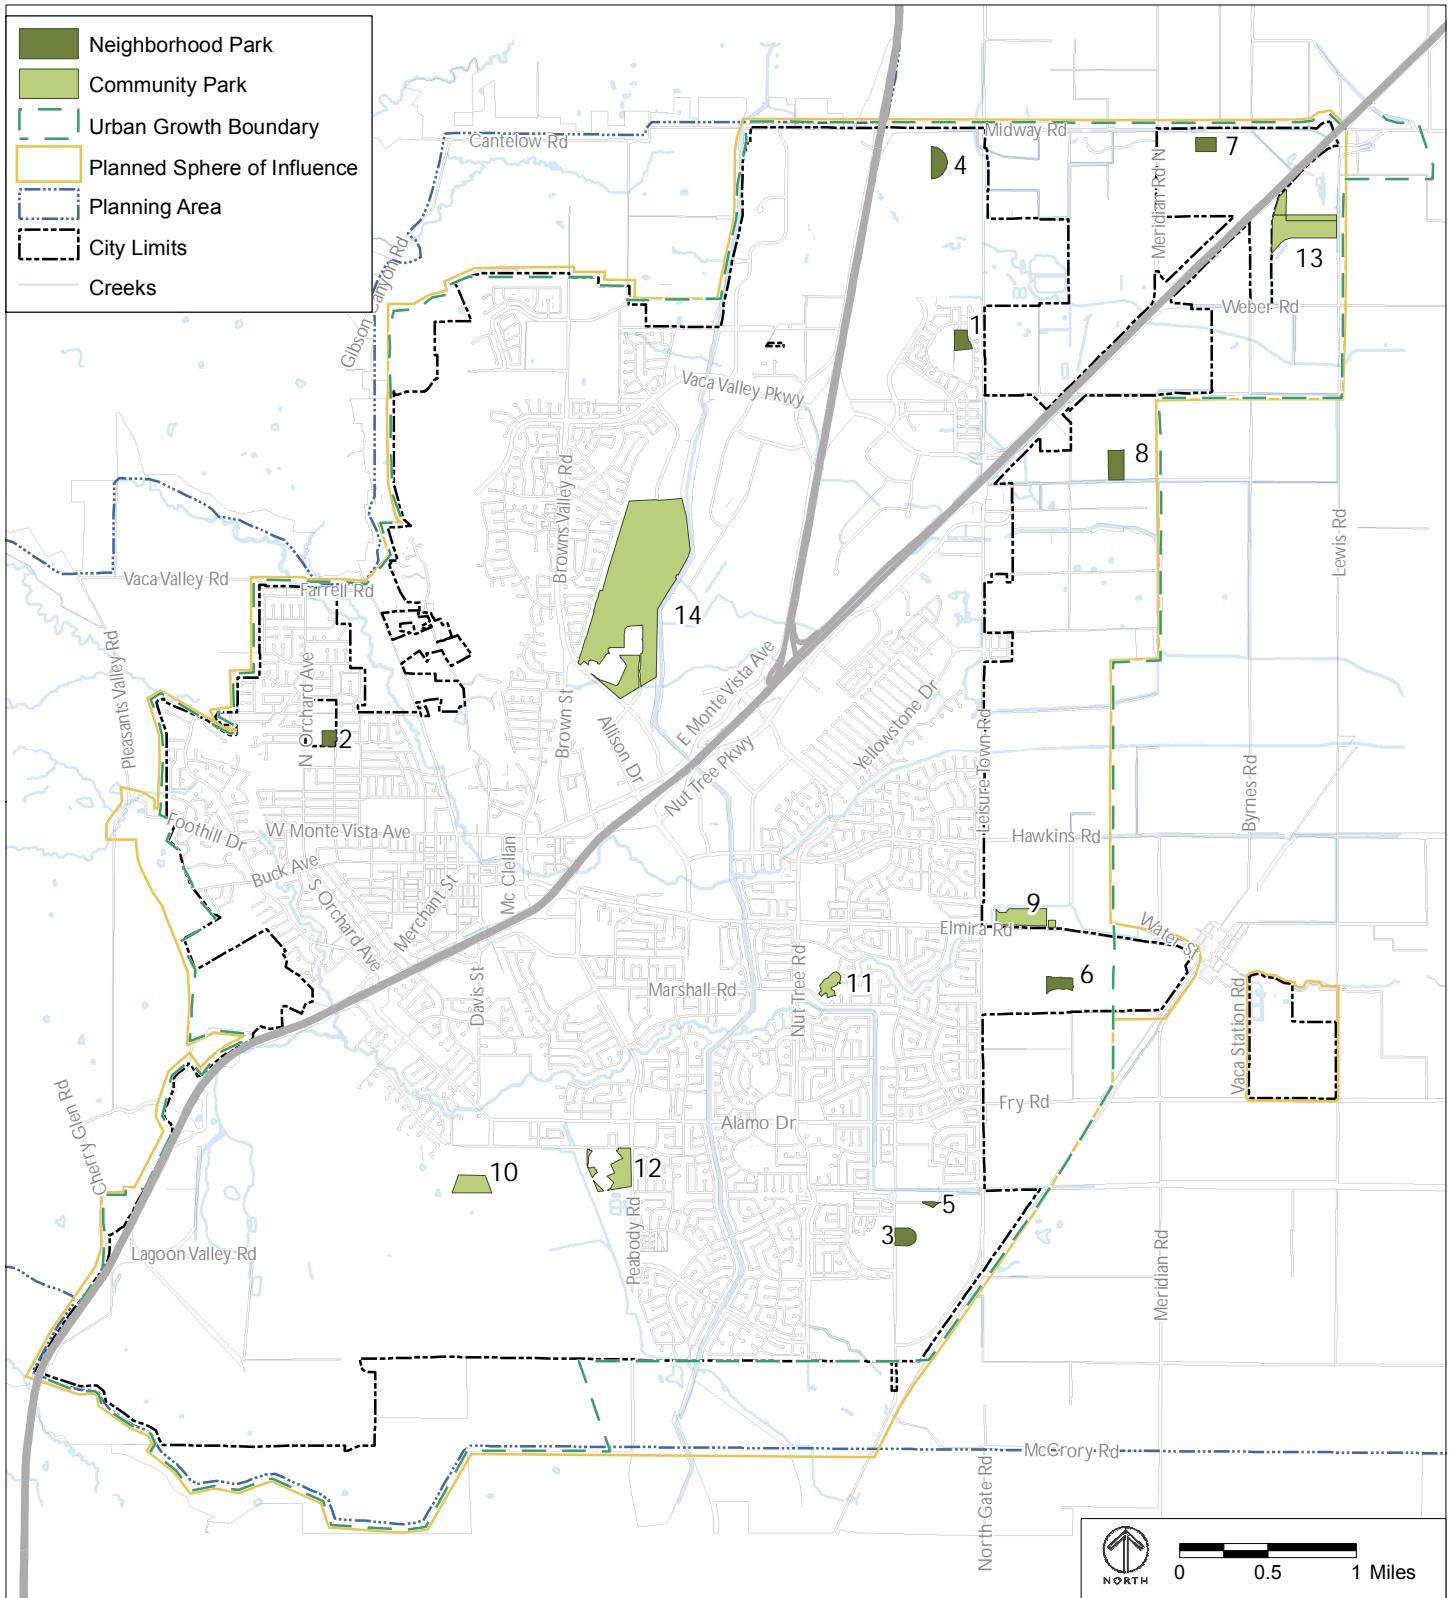 Neighborhood Park
Community Park
Urban Growth Boundary
Planned Sphere of Influence
Planning Area
City Limits
Creeks
Cantelow Rd
Midway Rd
7
4
Meridian Rd N
Gibson Canyon Rd
13
Weber Rd
1
Vaca Valley Pkwy
8
Browns Valley Rd
Lewis Rd
Vaca Valley Rd
Farrell Rd
14
Pleasants Valley Rd
N Orchard Ave
2
Brown St
Allison Dr
E Monte Vista Ave
Nut Tree Pkwy
Yellowstone Dr
Leisure Town Rd
Byrnes Rd
Foothill Dr
W Monte Vista Ave
Hawkins Rd
Buck Ave
S Orchard Ave
Merchant St
Mc Clellan
9
Elmira Rd
Water St
Davis St
Marshall Rd
Nut Tree Rd
11
6
Vaca Station Rd
Cherry Glen Rd
Fry Rd
Alamo Dr
10
12
5
3
Lagoon Valley Rd
Peabody Rd
Meridian Rd
McCrory Rd
North Gate Rd
NORTH
0 0.5 1 Miles